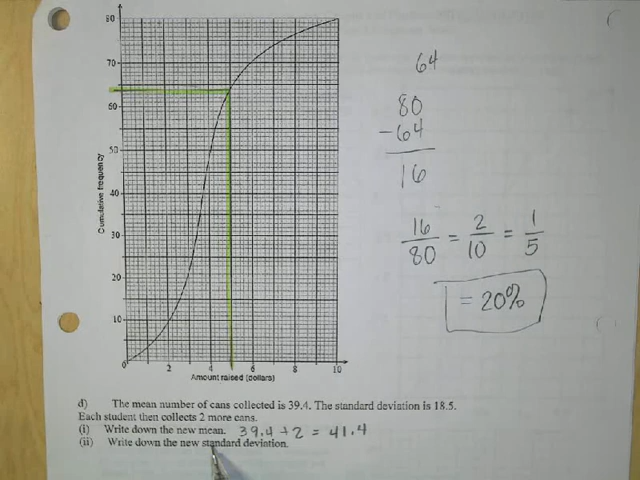 80
70
60
50
40
30
20
10
Cumulative frequency
0 2 4 6 8 10
Amount raised (dollars)
64
80
-64
16
16/80 = 2/10 = 1/5
= 20%
d) The mean number of cans collected is 39.4. The standard deviation is 18.5.
Each student then collects 2 more cans.
(i) Write down the new mean. 39.4 + 2 = 41.4
(ii) Write down the new standard deviation.